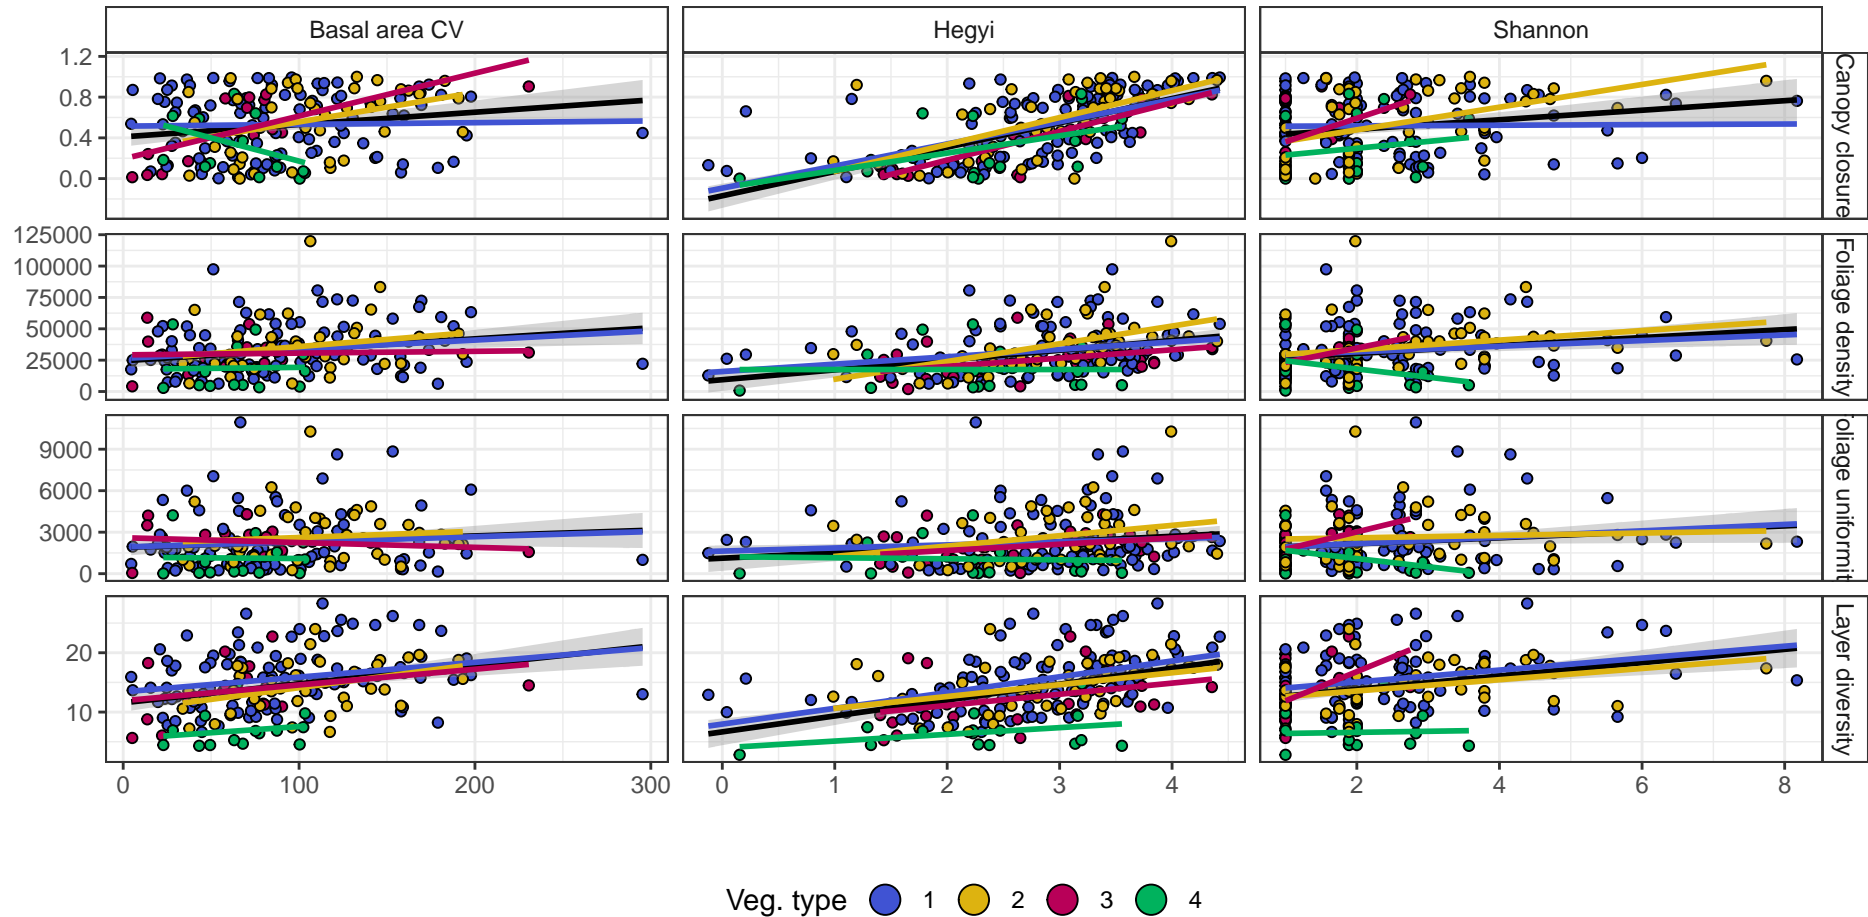 Basal area CV Hegyi Shannon
1.2
0.8
0.4
0.0
Canopy closure
125000
100000
75000
50000
25000
0
Foliage density
9000
6000
3000
0
oliage uniformit
20
10
Layer diversity
0 100 200 300 0 1 2 3 4 2 4 6 8
Veg. type 1 2 3 4